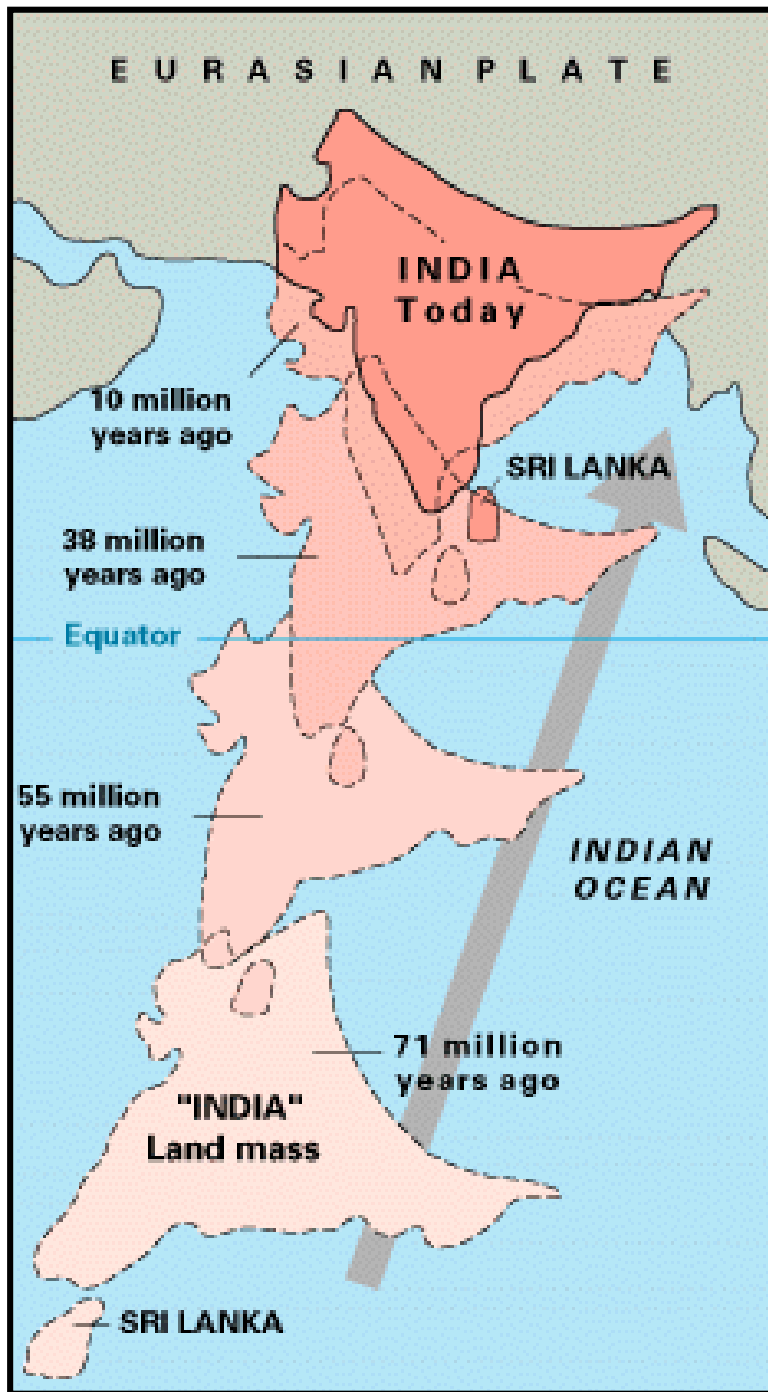 EURASIAN PLATE
INDIA
Today
10 million
years ago
SRI LANKA
38 million
years ago
Equator
55 million
years ago
INDIAN
OCEAN
71 million
years ago
"INDIA"
Land mass
SRI LANKA